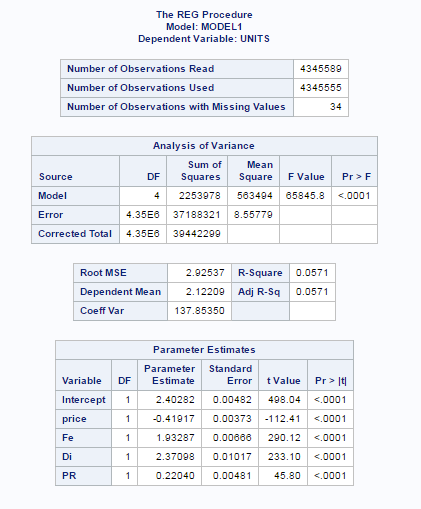 The REG Procedure
Model: MODEL1
Dependent Variable: UNITS
Number of Observations Read 4345589
Number of Observations Used 4345555
Number of Observations with Missing Values 34
Analysis of Variance
Source DF Sum of Squares Mean Square F Value Pr > F
Model 4 2253978 563494 65845.8 <.0001
Error 4.35E6 37188321 8.55779
Corrected Total 4.35E6 39442299
Root MSE 2.92537 R-Square 0.0571
Dependent Mean 2.12209 Adj R-Sq 0.0571
Coeff Var 137.85350
Parameter Estimates
Variable DF Parameter Estimate Standard Error t Value Pr > |t|
Intercept 1 2.40282 0.00482 498.04 <.0001
price 1 -0.41917 0.00373 -112.41 <.0001
Fe 1 1.93287 0.00666 290.12 <.0001
Di 1 2.37098 0.01017 233.10 <.0001
PR 1 0.22040 0.00481 45.80 <.0001